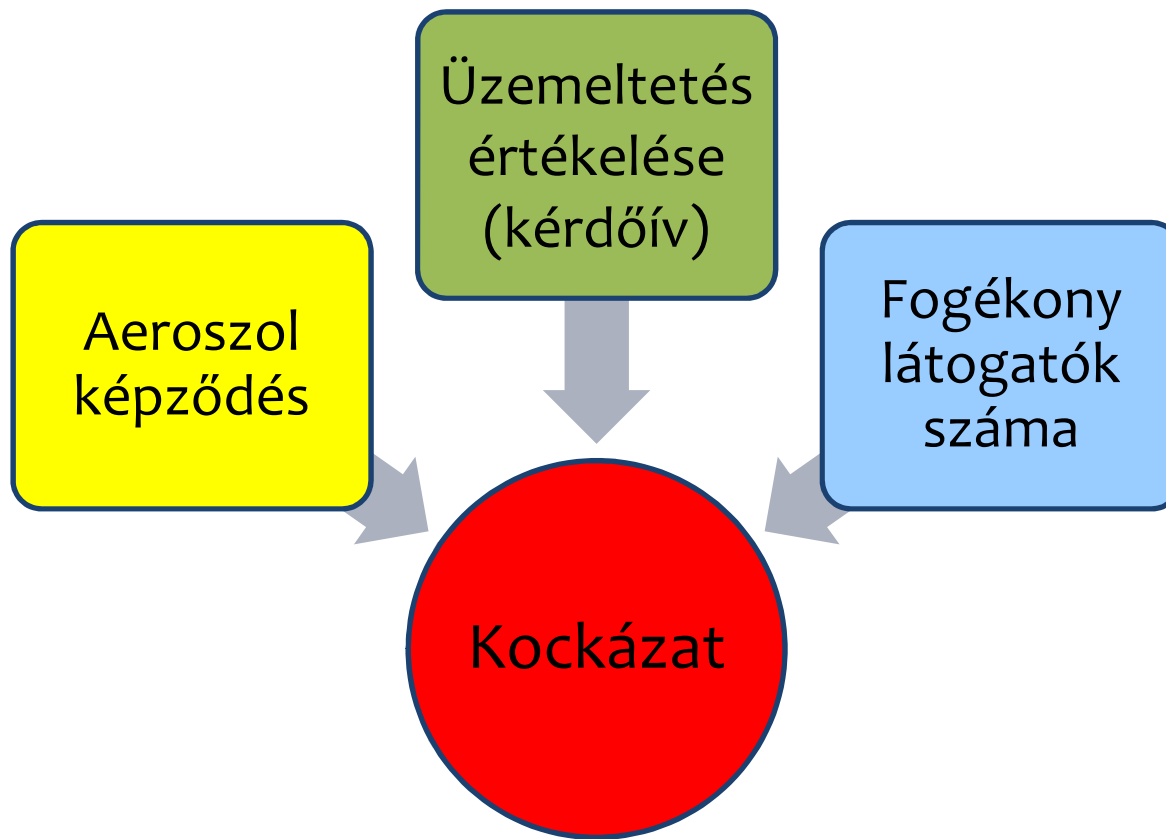 Üzemeltetés
értékelése
(kérdőív)
Aeroszol
képződés
Fogékony
látogatók
száma
Kockázat